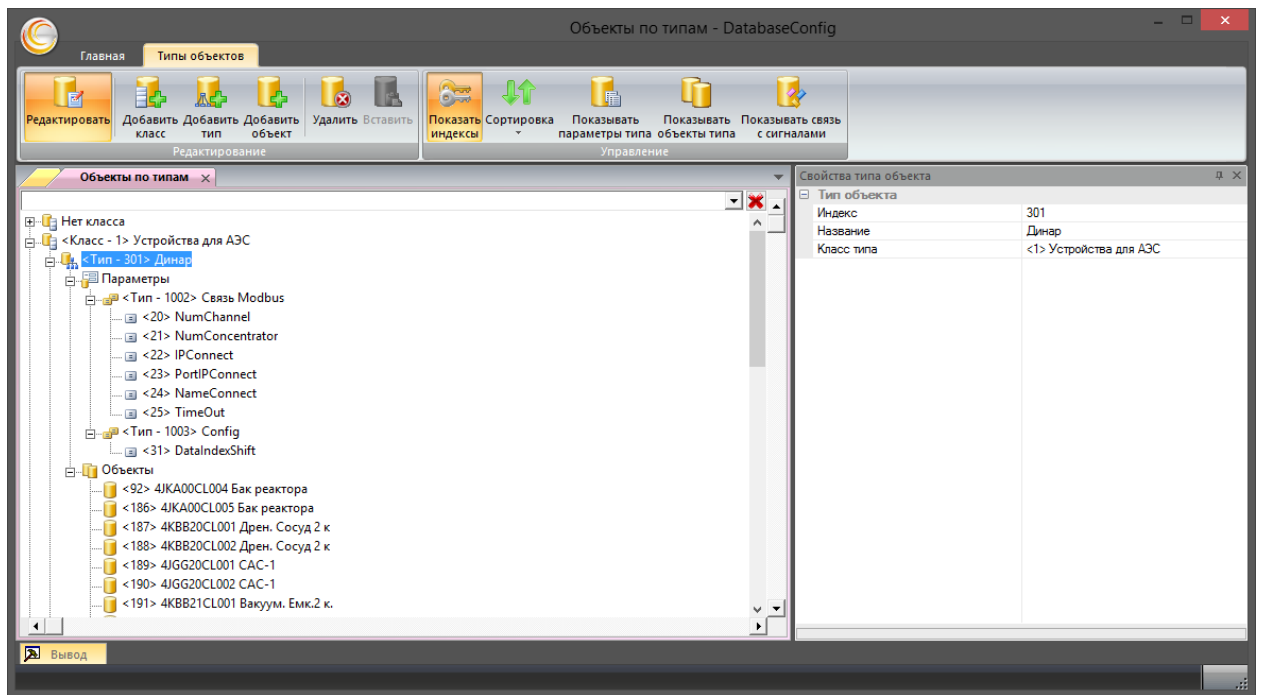 Объекты по типам - DatabaseConfig
Главная
Типы объектов
Редактировать
Добавить класс
Добавить тип
Добавить объект
Удалить
Вставить
Показать индексы
Сортировка
Показывать параметры типа
Показывать объекты типа
Показывать связь с сигналами
Редактирование
Управление
Объекты по типам
Нет класса
<Класс - 1> Устройства для АЭС
<Тип - 301> Динар
Параметры
<Тип - 1002> Связь Modbus
<20> NumChannel
<21> NumConcentrator
<22> IPConnect
<23> PortIPConnect
<24> NameConnect
<25> TimeOut
<Тип - 1003> Config
<31> DataIndexShift
Объекты
<92> 4JKA00CL004 Бак реактора
<186> 4JKA00CL005 Бак реактора
<187> 4KBB20CL001 Дрен. Сосуд 2 к
<188> 4KBB20CL002 Дрен. Сосуд 2 к
<189> 4JGG20CL001 САС-1
<190> 4JGG20CL002 САС-1
<191> 4KBB21CL001 Вакуум. Емк.2 к.
Свойства типа объекта
Тип объекта
Индекс 301
Название Динар
Класс типа <1> Устройства для АЭС
Вывод